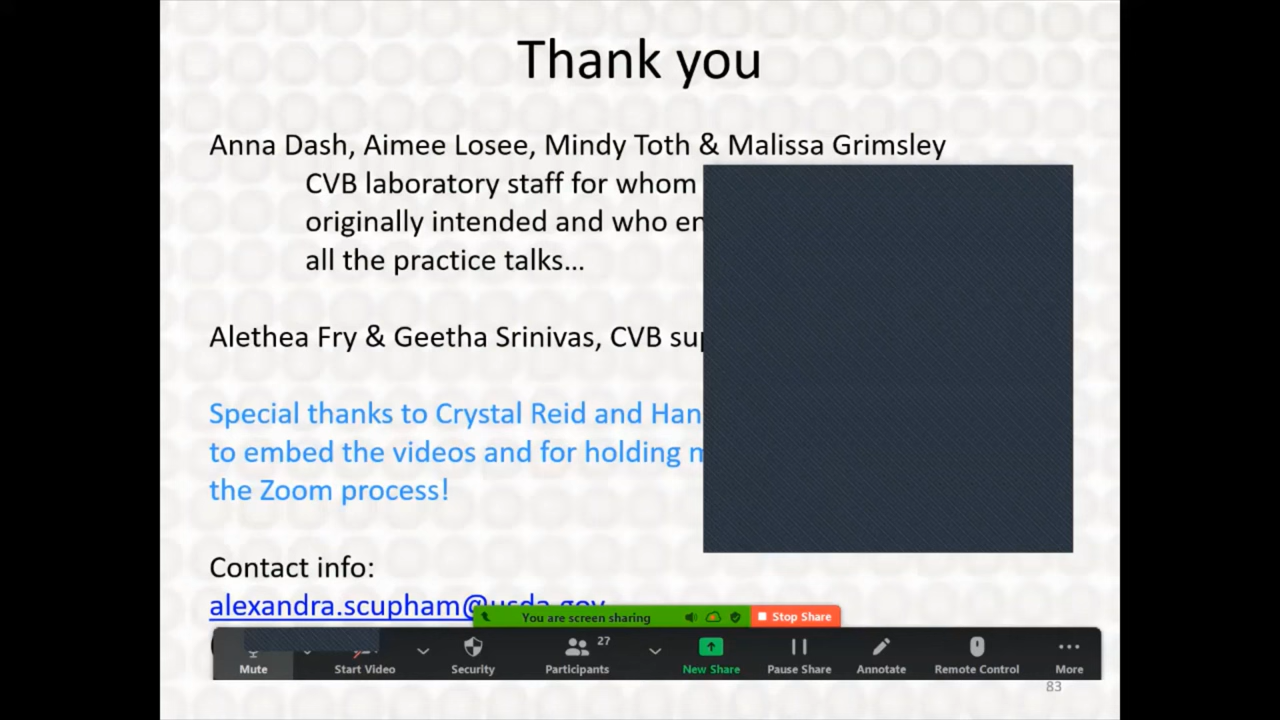 Thank you
Anna Dash, Aimee Losee, Mindy Toth & Malissa Grimsley
CVB laboratory staff for whom
originally intended and who
all the practice talks...
Alethea Fry & Geetha Srinivas, CVB
Special thanks to Crystal Reid and
to embed the videos and for holding
the Zoom process!
Contact info:
alexandra.scupham@usda.gov
You are screen sharing
Stop Share
27
Mute Start Video Security Participants New Share Pause Share Annotate Remote Control More
83